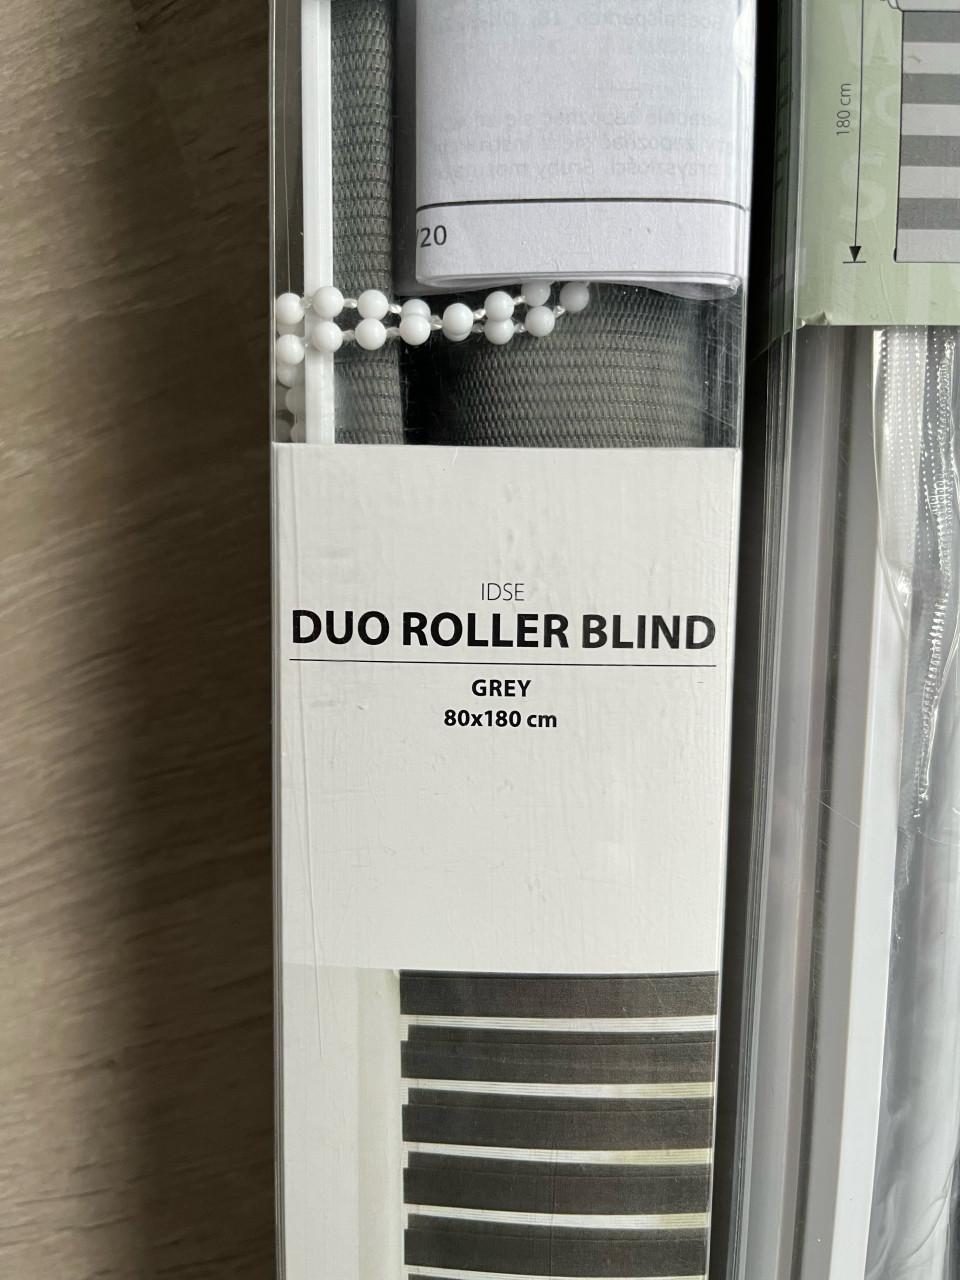 /20
180 cm
IDSE
DUO ROLLER BLIND
GREY
80x180 cm